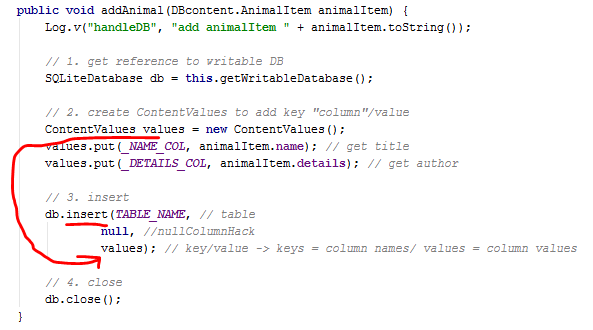 public void addAnimal(DBcontent.AnimalItem animalItem) {
Log.v("handleDB", "add animalItem " + animalItem.toString());
// 1. get reference to writable DB
SQLiteDatabase db = this.getWritableDatabase();
// 2. create ContentValues to add key "column"/value
ContentValues values = new ContentValues();
values.put(_NAME_COL, animalItem.name); // get title
values.put(_DETAILS_COL, animalItem.details); // get author
// 3. insert
db.insert(TABLE_NAME, // table
null, //nullColumnHack
values); // key/value -> keys = column names/ values = column values
// 4. close
db.close();
}